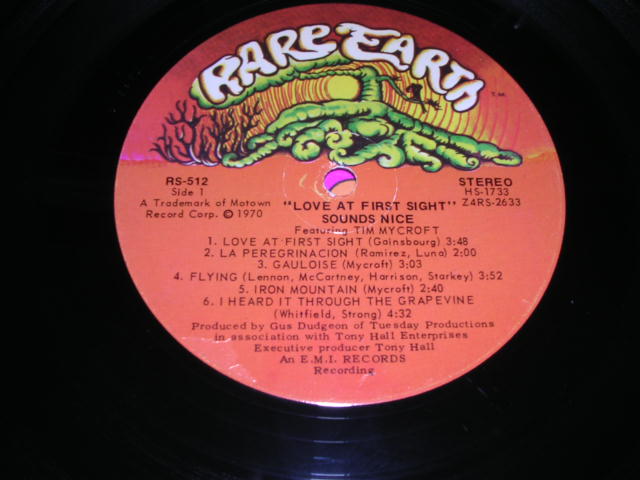 RARE EARTH
T.M.
RS-512
Side 1
A Trademark of Motown
Record Corp. © 1970
STEREO
HS-1733
Z4RS-2633
"LOVE AT FIRST SIGHT"
SOUNDS NICE
Featuring TIM MYCROFT
1. LOVE AT FIRST SIGHT (Gainsbourg) 3:48
2. LA PEREGRINACION (Ramirez, Luna) 2:00
3. GAULOISE (Mycroft) 3:03
4. FLYING (Lennon, McCartney, Harrison, Starkey) 3:52
5. IRON MOUNTAIN (Mycroft) 2:40
6. I HEARD IT THROUGH THE GRAPEVINE
(Whitfield, Strong) 4:32
Produced by Gus Dudgeon of Tuesday Productions
in association with Tony Hall Enterprises
Executive producer Tony Hall
An E.M.I. RECORDS
Recording